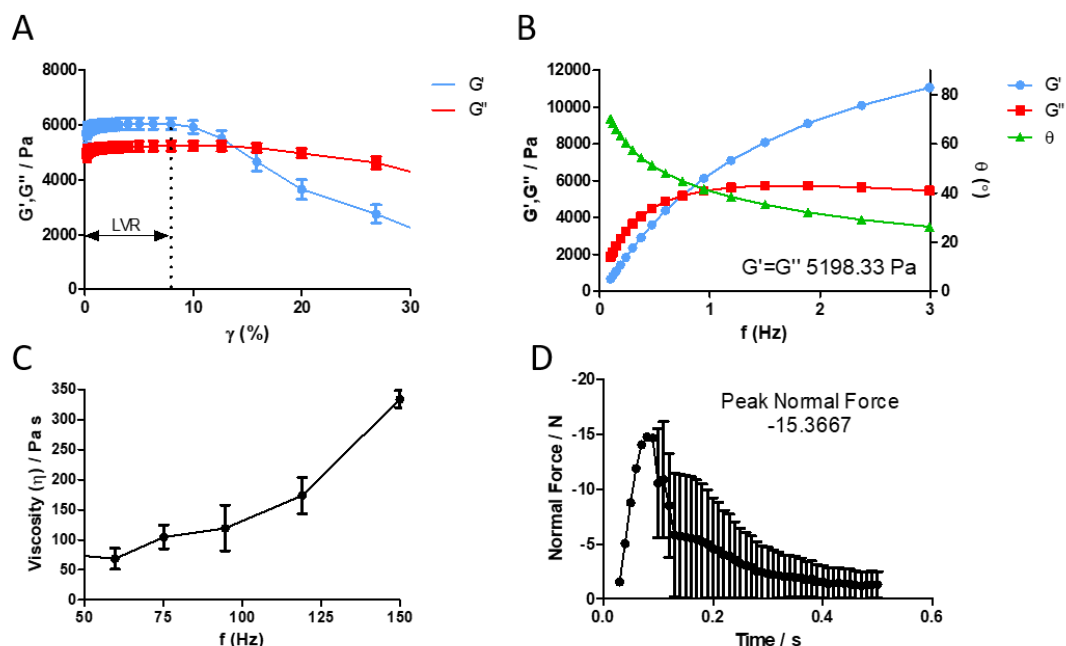 A
8000
6000
4000
2000
0
G',G'' / Pa
LVR
0
10
20
30
γ (%)
G'
G''
B
12000
10000
8000
6000
4000
2000
0
G',G'' / Pa
G'=G'' 5198.33 Pa
0
1
2
3
f (Hz)
80
60
40
20
0
θ (°)
G'
G''
θ
C
350
300
250
200
150
100
50
0
Viscosity (η) / Pa s
50
75
100
125
150
f (Hz)
D
-20
-15
-10
-5
0
Normal Force / N
Peak Normal Force
-15.3667
0.0
0.2
0.4
0.6
Time / s